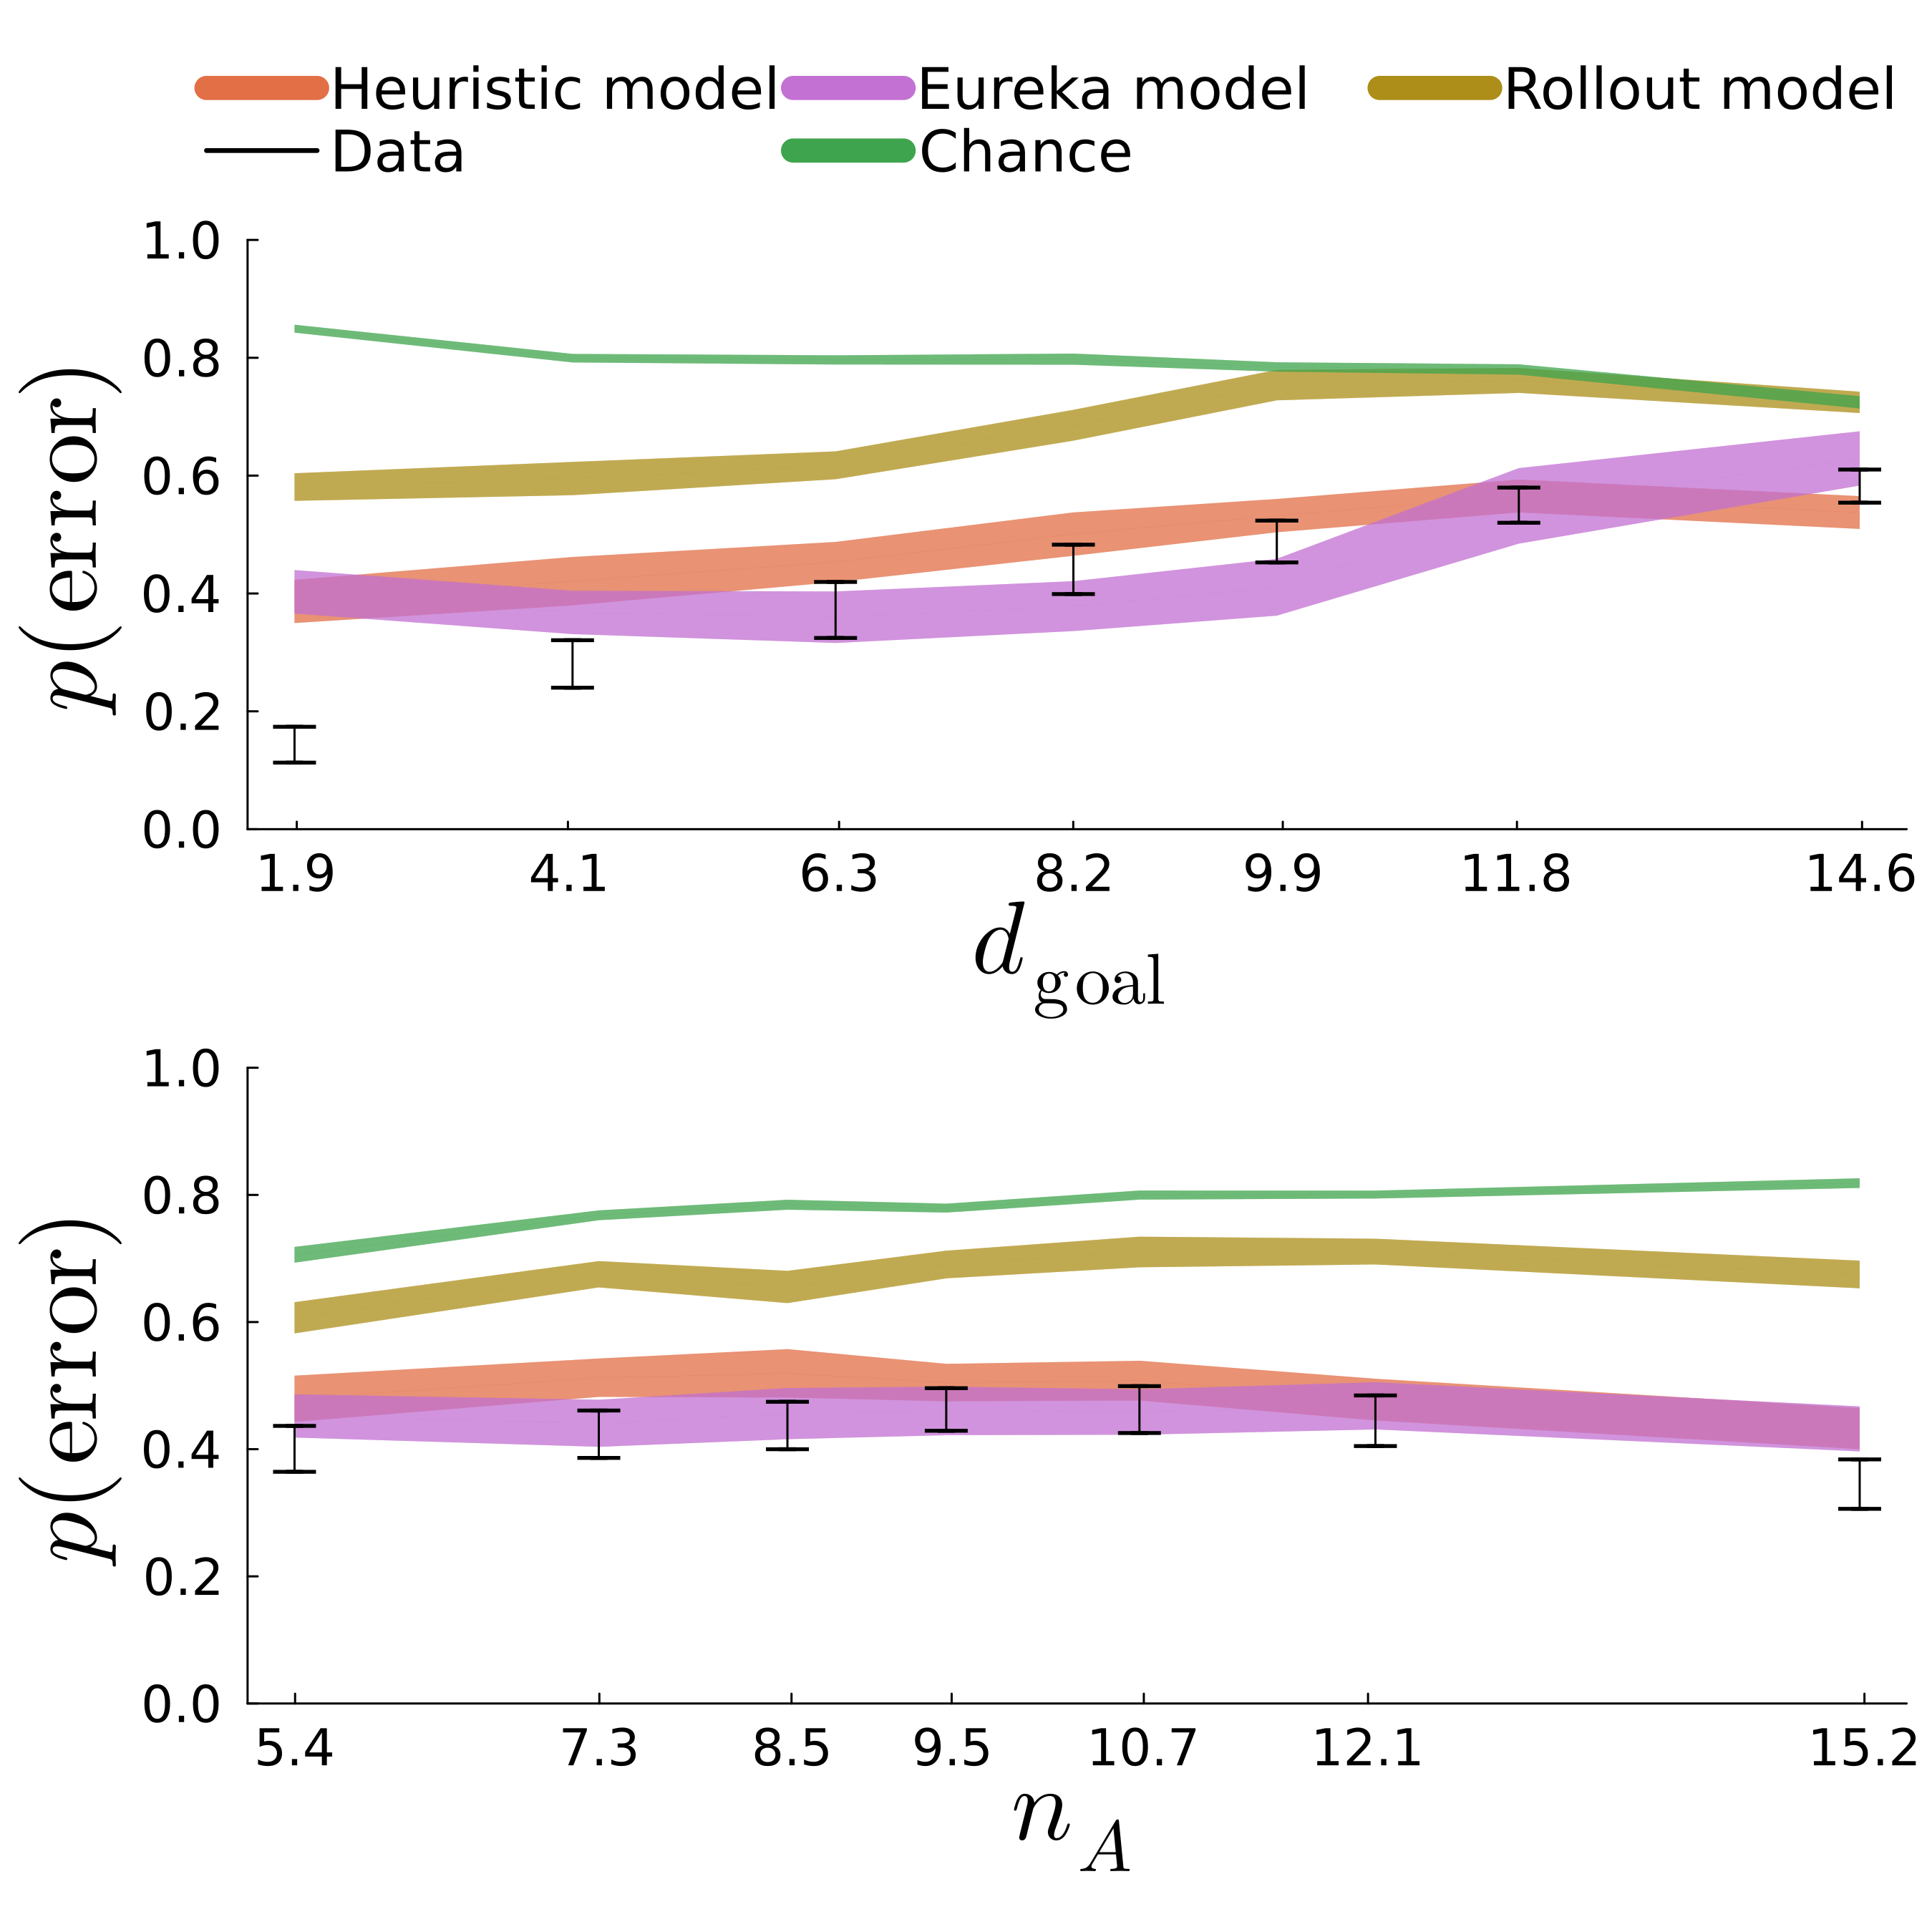 Heuristic model Eureka model Rollout model
Data Chance
1.0
0.8
0.6
0.4
0.2
0.0
p(error)
1.9 4.1 6.3 8.2 9.9 11.8 14.6
d_goal
1.0
0.8
0.6
0.4
0.2
0.0
p(error)
5.4 7.3 8.5 9.5 10.7 12.1 15.2
n_A